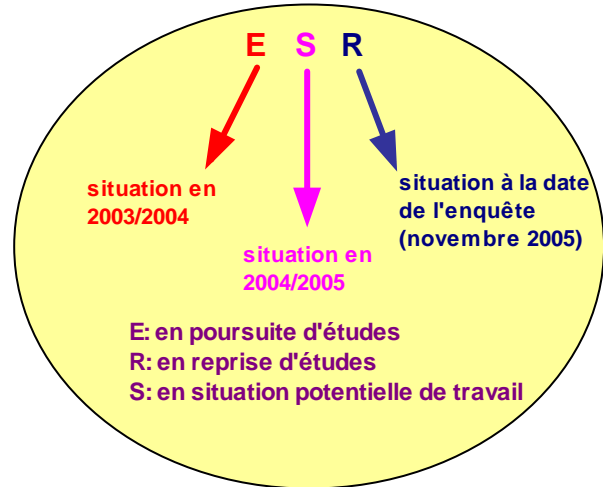 E S R
situation en
2003/2004
situation en
2004/2005
situation à la date
de l'enquête
(novembre 2005)
E: en poursuite d'études
R: en reprise d'études
S: en situation potentielle de travail